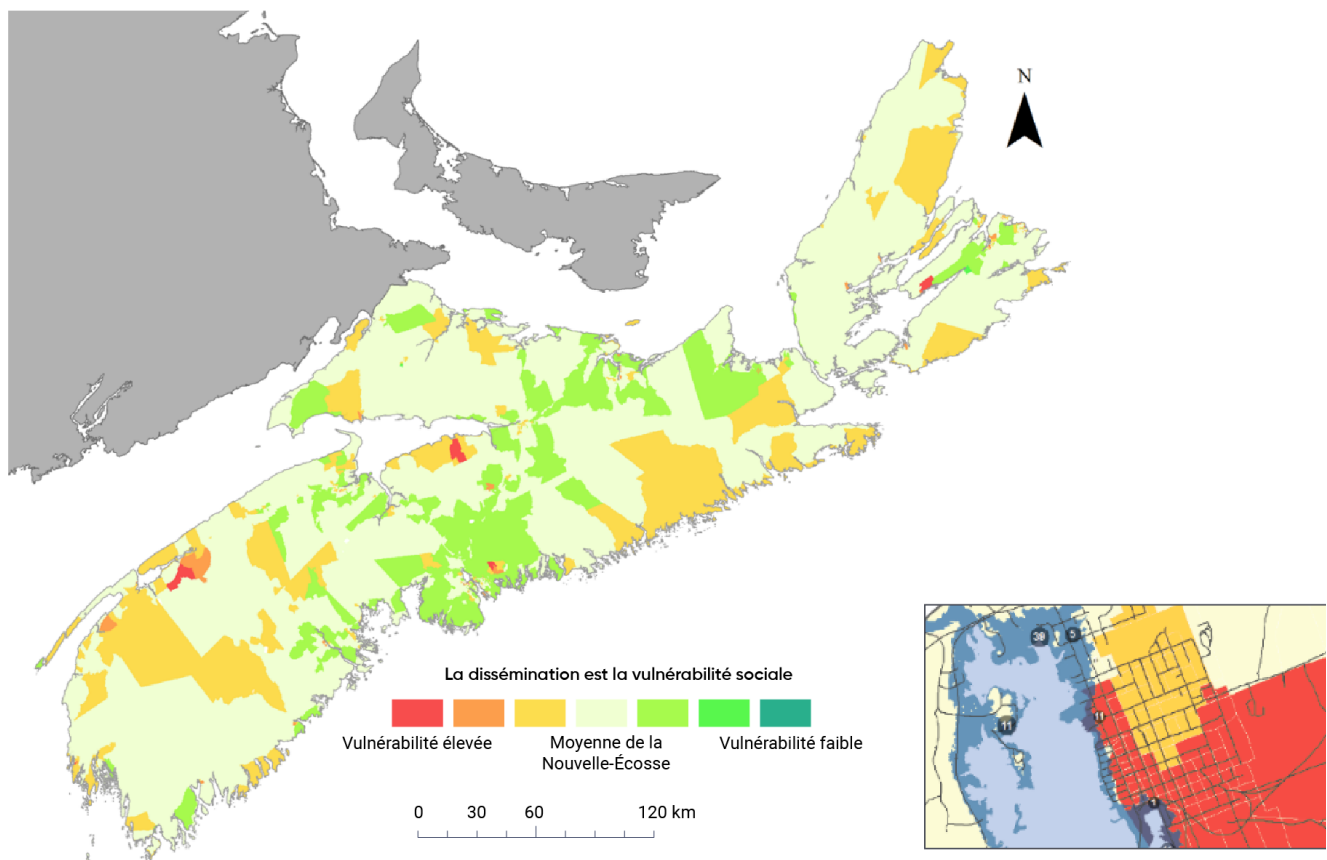 N
La dissémination est la vulnérabilité sociale
Vulnérabilité élevée
Moyenne de la
Nouvelle-Écosse
Vulnérabilité faible
0 30 60 120 km
39
5
11
11
1